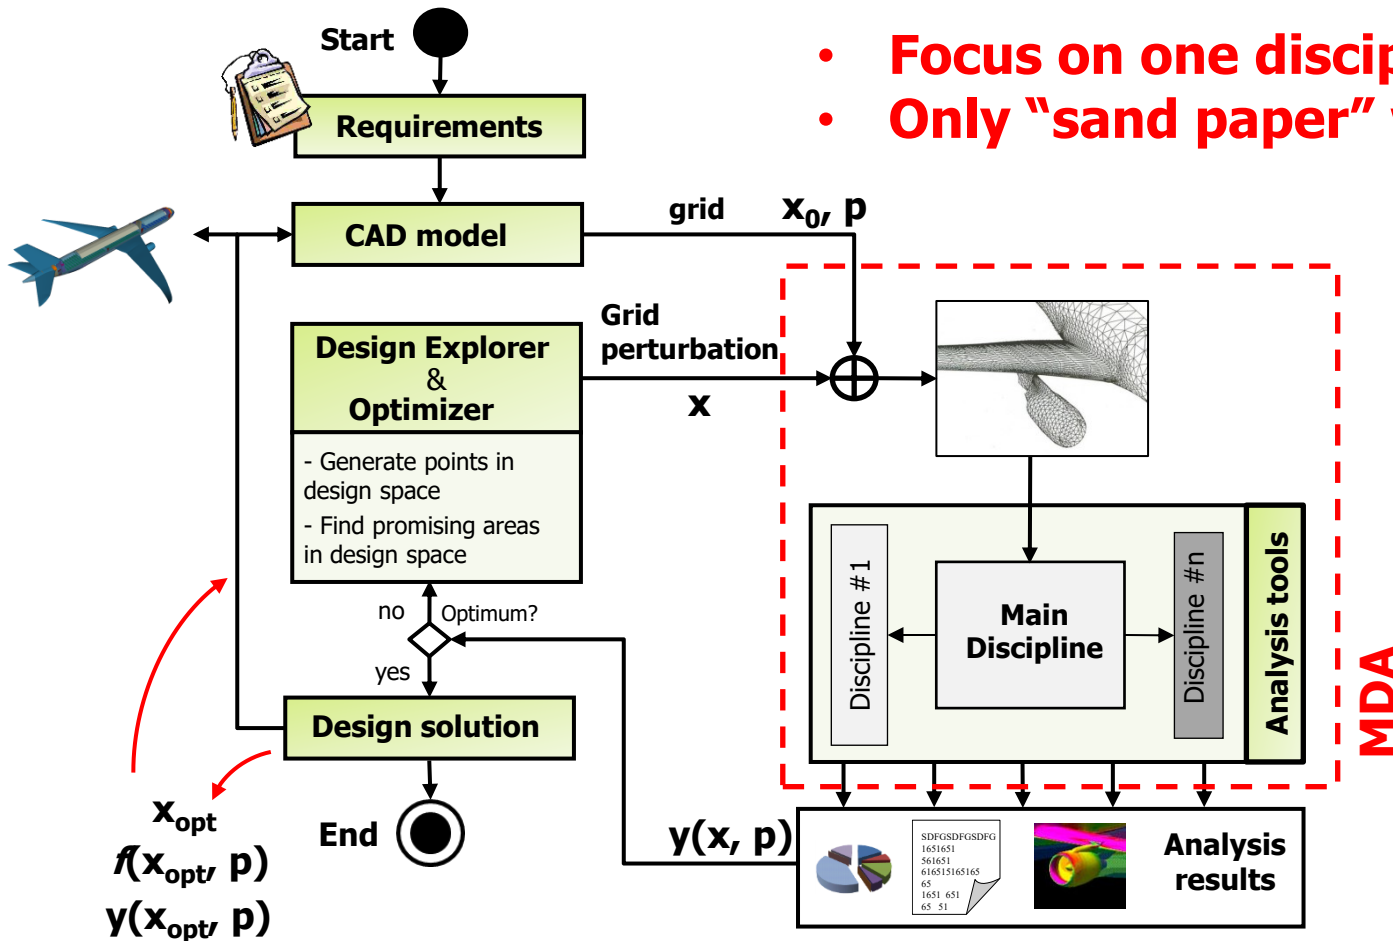 Start
• Focus on one
• Only “sand paper”
Requirements
CAD model
grid
x0, p
Grid
perturbation
x
Design Explorer
&
Optimizer
- Generate points in
design space
- Find promising areas
in design space
no
Optimum?
yes
Design solution
End
xopt
f(xopt, p)
y(xopt, p)
Discipline #1
Main
Discipline
Discipline #n
Analysis tools
MDA
y(x, p)
SDFGSDFGSDFG
1651651
561651
616515165165
65
1651 651
65 51
Analysis
results